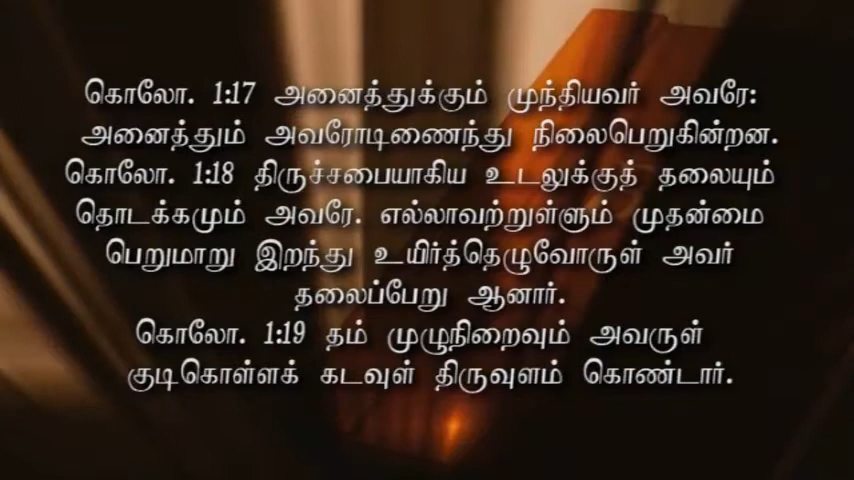 கொலோ. 1:17 அனைத்துக்கும் முந்தியவர் அவரே:
அனைத்தும் அவரோடிணைந்து நிலைபெறுகின்றன.
கொலோ. 1:18 திருச்சபையாகிய உடலுக்குத் தலையும்
தொடக்கமும் அவரே. எல்லாவற்றுள்ளும் முதன்மை
பெறுமாறு இறந்து உயிர்த்தெழுவோருள் அவர்
தலைப்பேறு ஆனார்.
கொலோ. 1:19 தம் முழுநிறைவும் அவருள்
குடிகொள்ளக் கடவுள் திருவுளம் கொண்டார்.